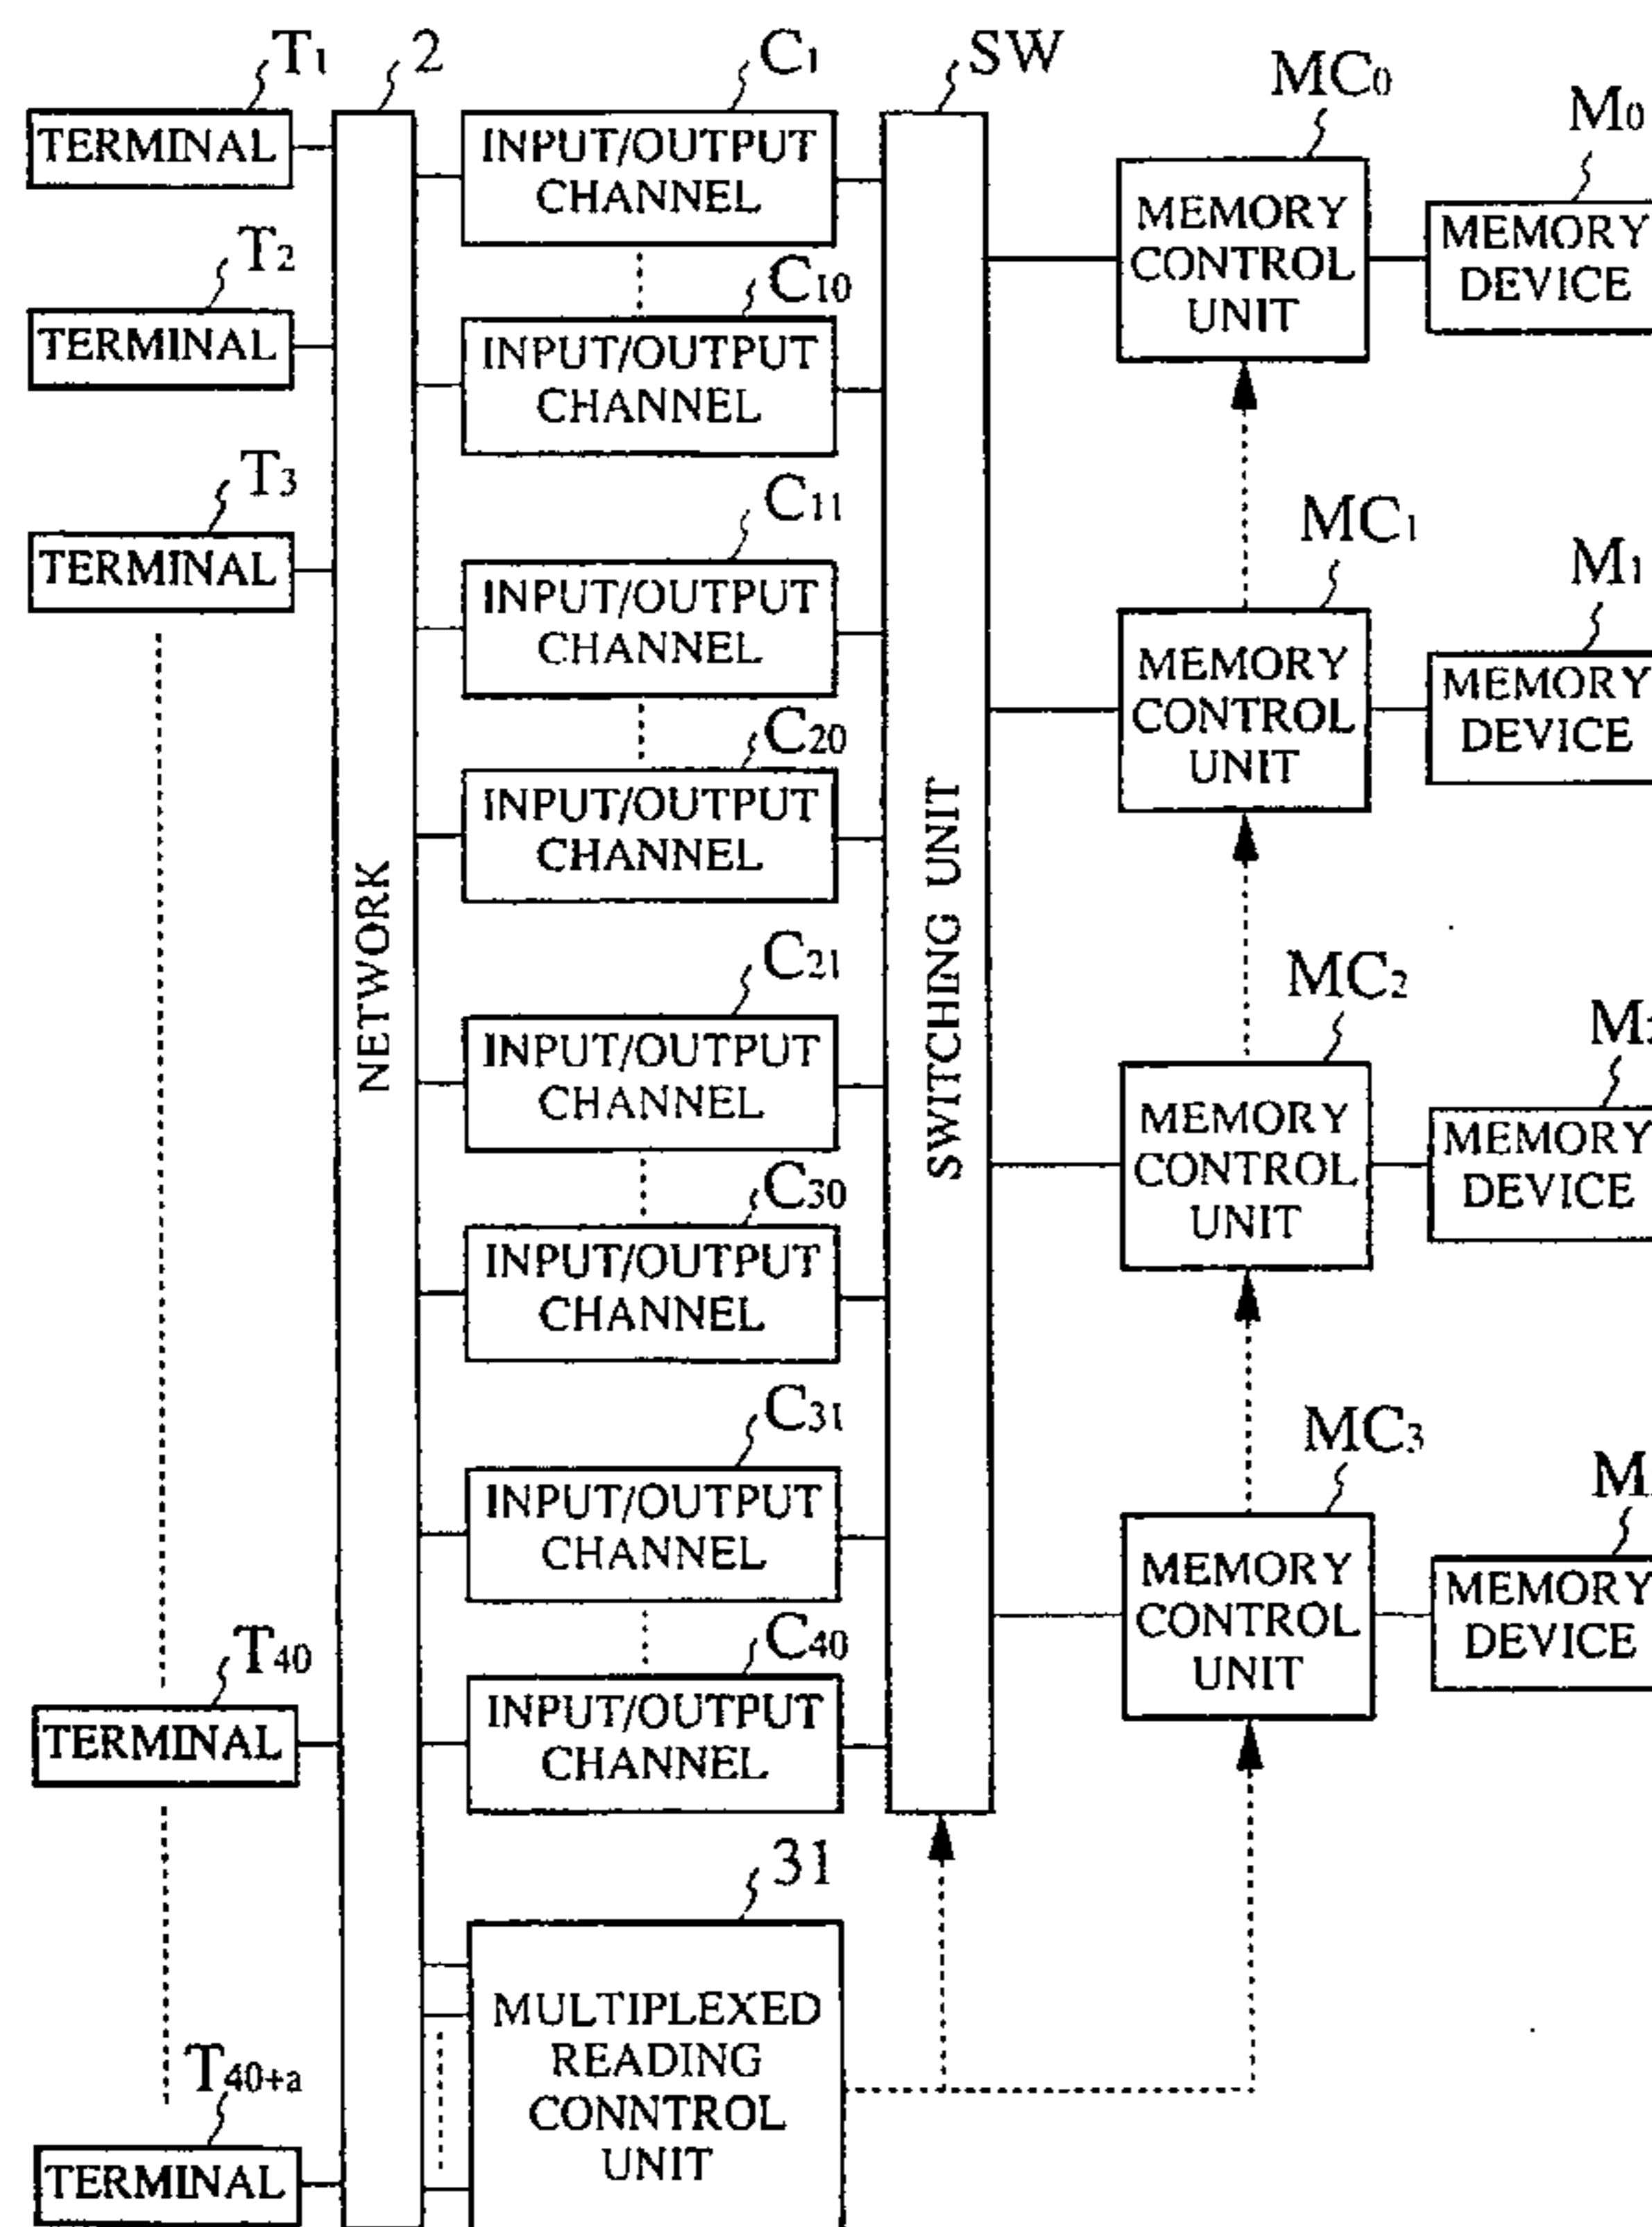 T1
2
C1
SW
MC0
M0
TERMINAL
INPUT/OUTPUT
CHANNEL
MEMORY
CONTROL
UNIT
MEMORY
DEVICE
T2
C10
TERMINAL
INPUT/OUTPUT
CHANNEL
T3
C11
MC1
M1
TERMINAL
INPUT/OUTPUT
CHANNEL
MEMORY
CONTROL
UNIT
MEMORY
DEVICE
C20
INPUT/OUTPUT
CHANNEL
NETWORK
SWITCHING UNIT
C21
MC2
INPUT/OUTPUT
CHANNEL
MEMORY
CONTROL
UNIT
MEMORY
DEVICE
C30
INPUT/OUTPUT
CHANNEL
C31
MC3
M
INPUT/OUTPUT
CHANNEL
MEMORY
CONTROL
UNIT
MEMORY
DEVICE
T40
C40
TERMINAL
INPUT/OUTPUT
CHANNEL
31
MULTIPLEXED
READING
CONNTROL
UNIT
T40+a
TERMINAL